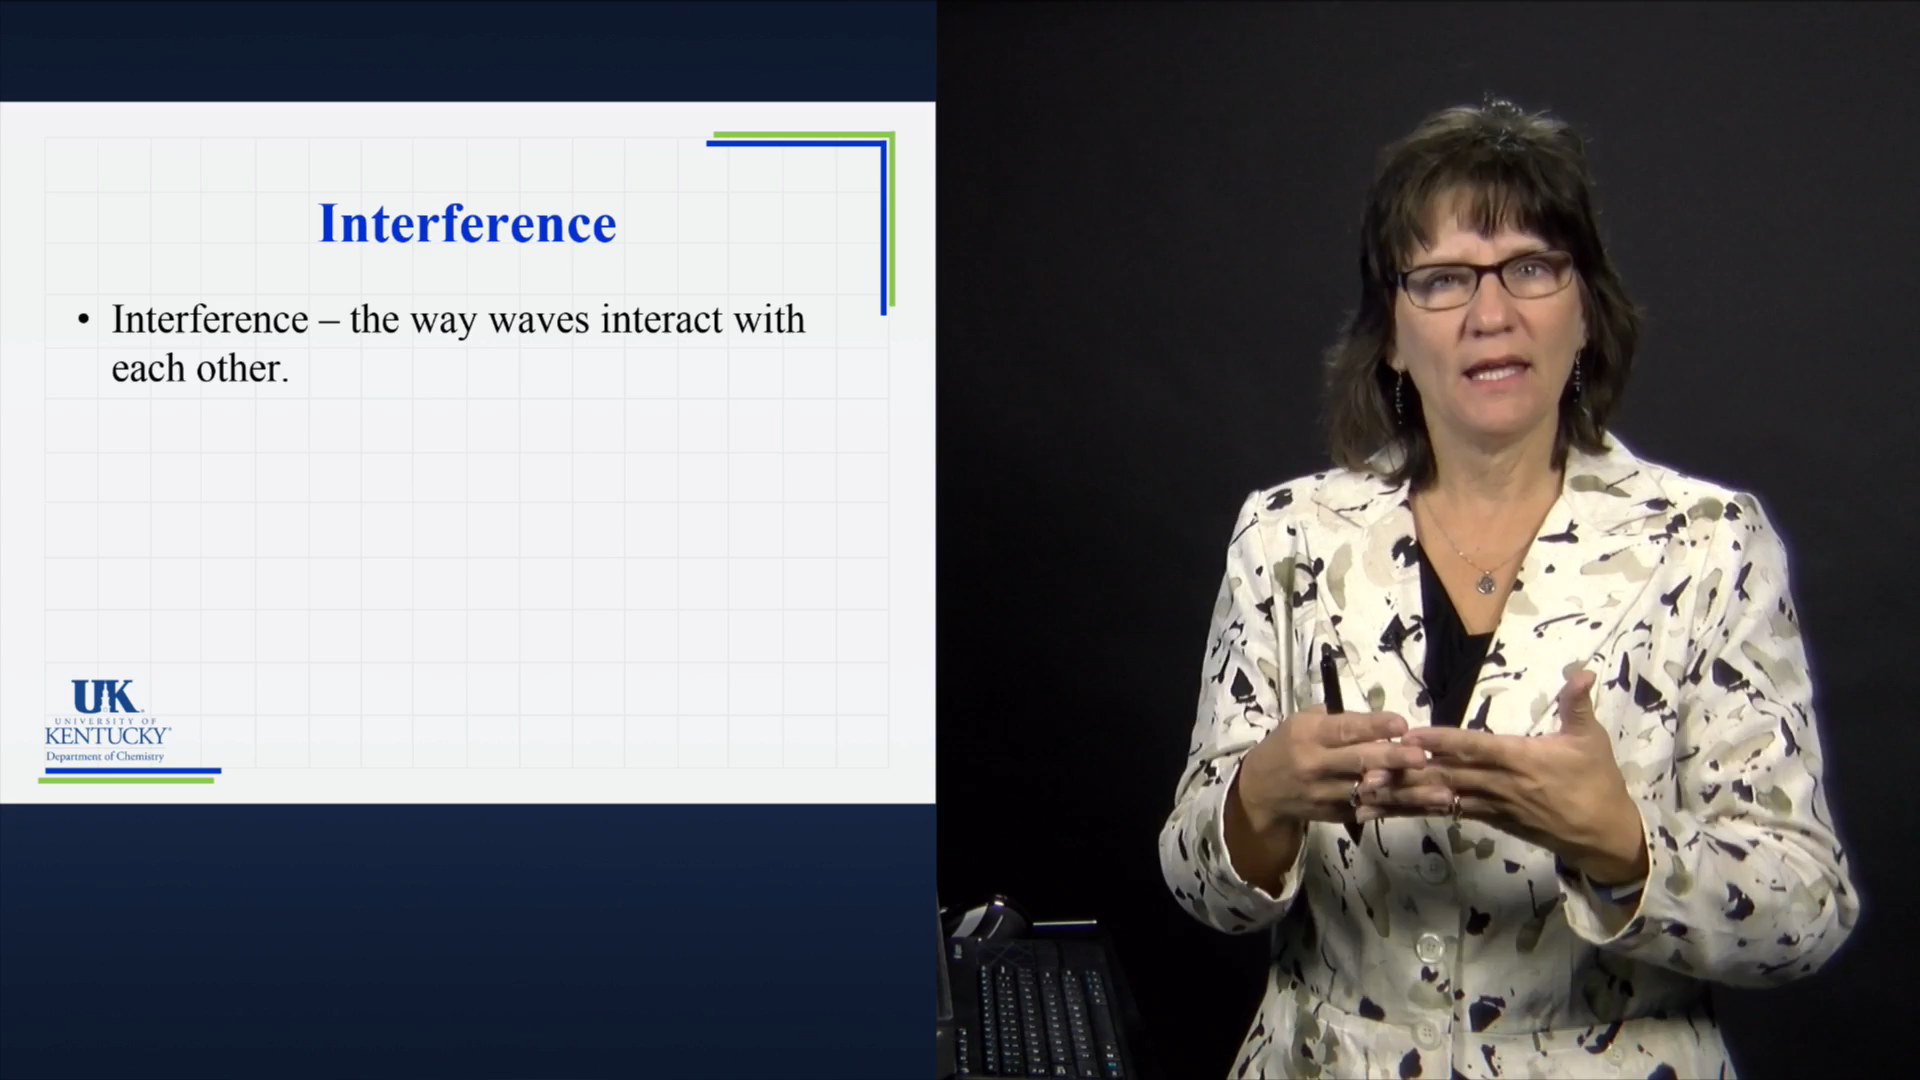 Interference
• Interference – the way waves interact with
each other.
UK
UNIVERSITY OF
KENTUCKY
Department of Chemistry